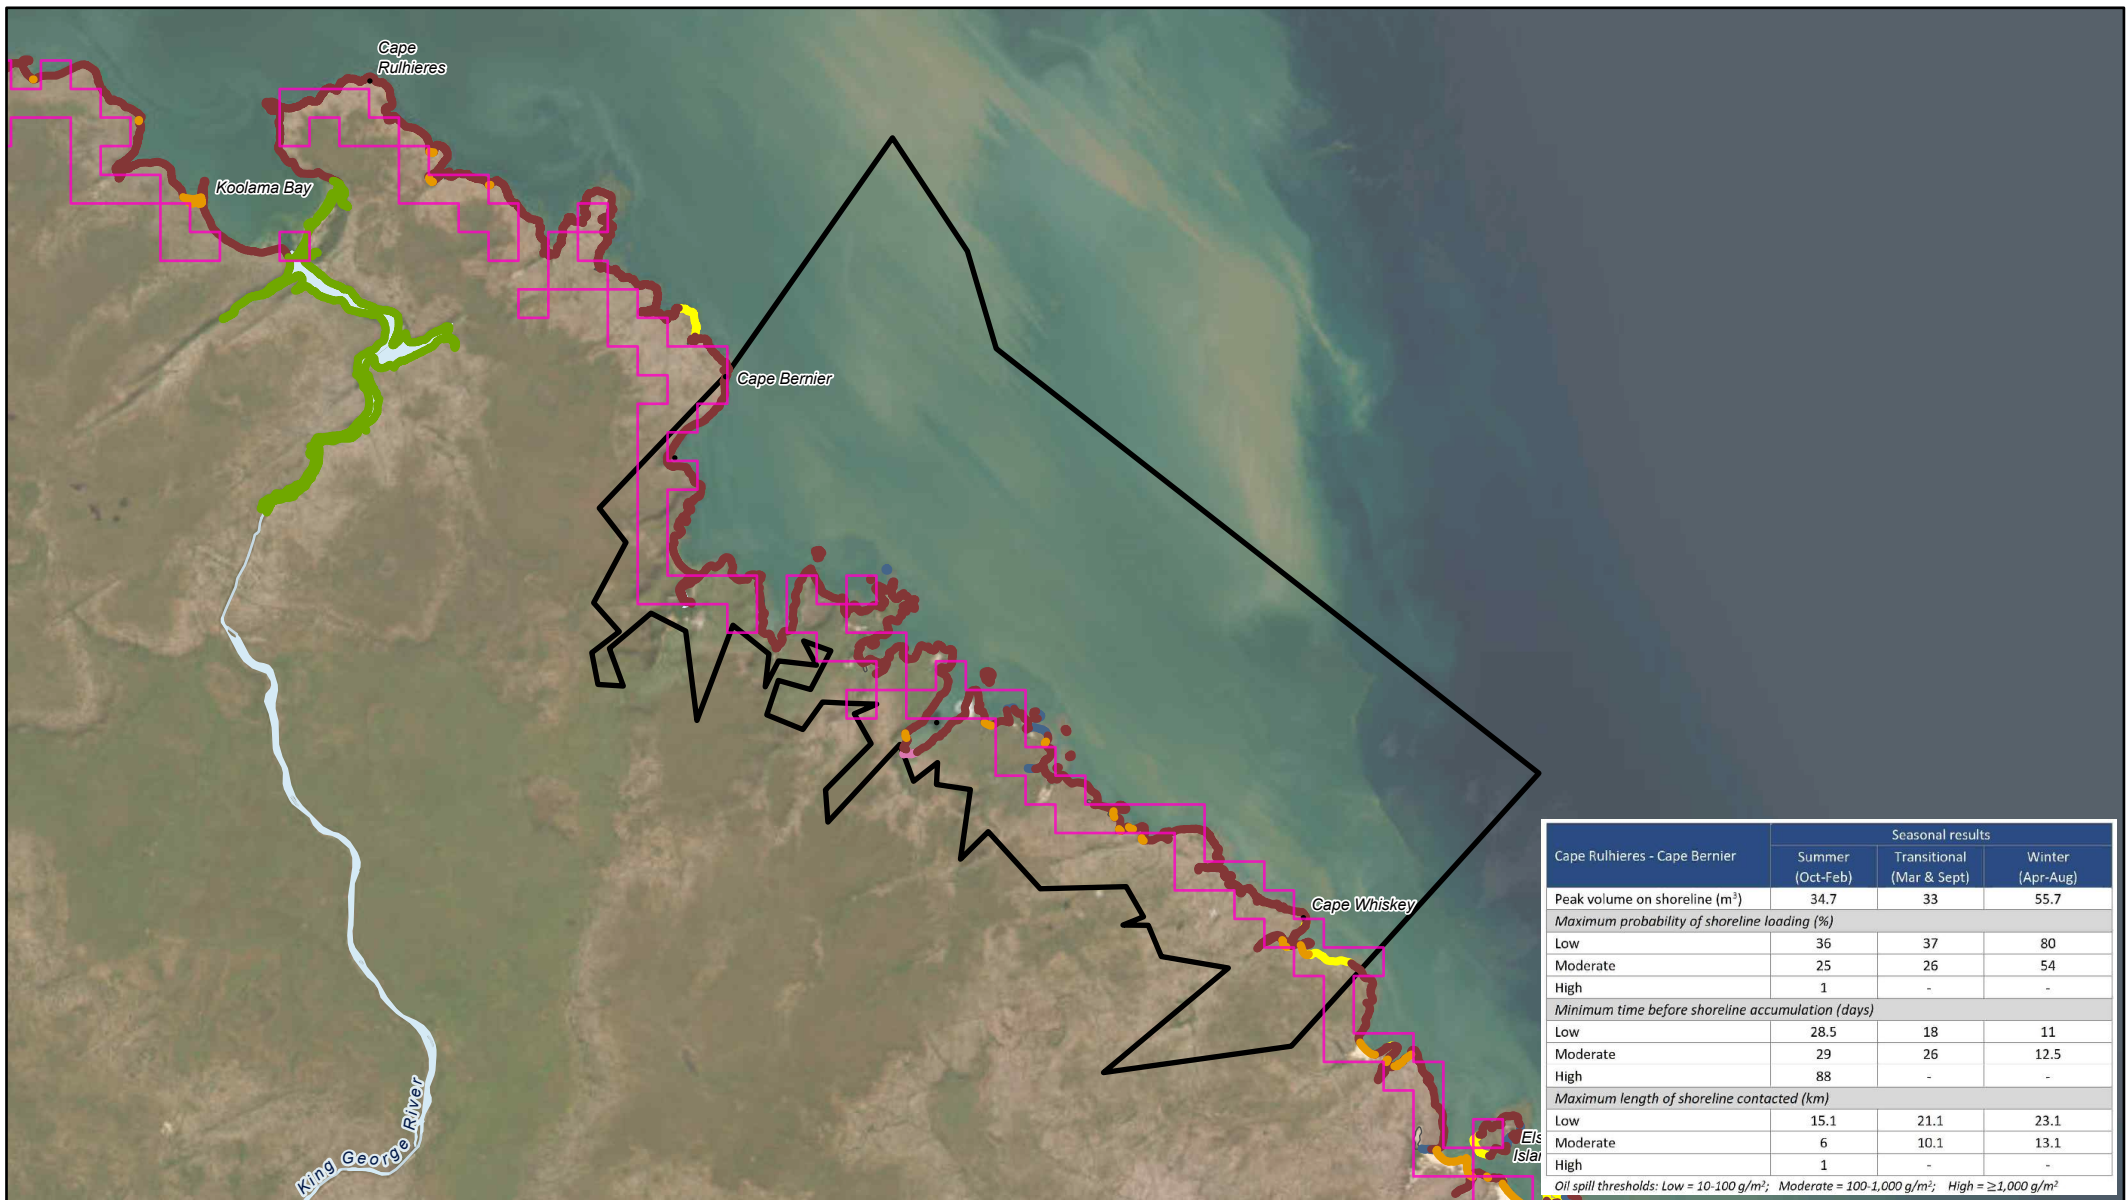 Cape
Rulhieres
Koolama Bay
Cape Bernier
Cape Whiskey
King George River
Cape Rulhieres - Cape Bernier
Seasonal results
Summer
(Oct-Feb)
Transitional
(Mar & Sept)
Winter
(Apr-Aug)
Peak volume on shoreline (m³) 34.7 33 55.7
Maximum probability of shoreline loading (%)
Low 36 37 80
Moderate 25 26 54
High 1 - -
Minimum time before shoreline accumulation (days)
Low 28.5 18 11
Moderate 29 26 12.5
High 88 - -
Maximum length of shoreline contacted (km)
Low 15.1 21.1 23.1
Moderate 6 10.1 13.1
High 1 - -
Oil spill thresholds: Low = 10-100 g/m²; Moderate = 100-1,000 g/m²; High = ≥1,000 g/m²